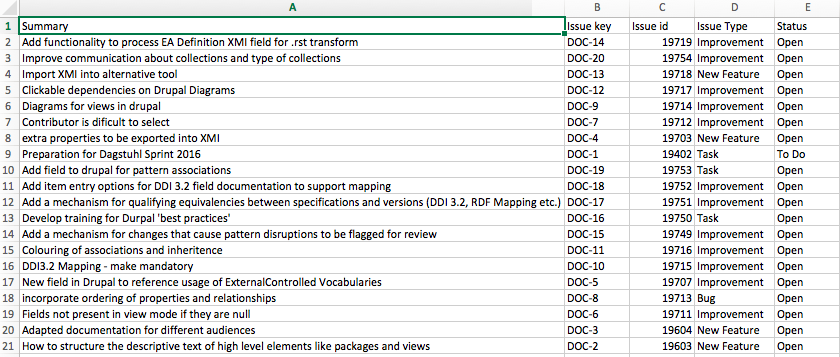 A B C D E
1 Summary Issue key Issue id Issue Type Status
2 Add functionality to process EA Definition XMI field for .rst transform DOC-14 19719 Improvement Open
3 Improve communication about collections and type of collections DOC-20 19754 Improvement Open
4 Import XMI into alternative tool DOC-13 19718 New Feature Open
5 Clickable dependencies on Drupal Diagrams DOC-12 19717 Improvement Open
6 Diagrams for views in drupal DOC-9 19714 Improvement Open
7 Contributor is dificult to select DOC-7 19712 Improvement Open
8 extra properties to be exported into XMI DOC-4 19703 New Feature Open
9 Preparation for Dagstuhl Sprint 2016 DOC-1 19402 Task To Do
10 Add field to drupal for pattern associations DOC-19 19753 Task Open
11 Add item entry options for DDI 3.2 field documentation to support mapping DOC-18 19752 Improvement Open
12 Add a mechanism for qualifying equivalencies between specifications and versions (DDI 3.2, RDF Mapping etc.) DOC-17 19751 Improvement Open
13 Develop training for Durpal 'best practices' DOC-16 19750 Task Open
14 Add a mechanism for changes that cause pattern disruptions to be flagged for review DOC-15 19749 Improvement Open
15 Colouring of associations and inheritence DOC-11 19716 Improvement Open
16 DDI3.2 Mapping - make mandatory DOC-10 19715 Improvement Open
17 New field in Drupal to reference usage of ExternalControlled Vocabularies DOC-5 19707 Improvement Open
18 incorporate ordering of properties and relationships DOC-8 19713 Bug Open
19 Fields not present in view mode if they are null DOC-6 19711 Improvement Open
20 Adapted documentation for different audiences DOC-3 19604 New Feature Open
21 How to structure the descriptive text of high level elements like packages and views DOC-2 19603 New Feature Open